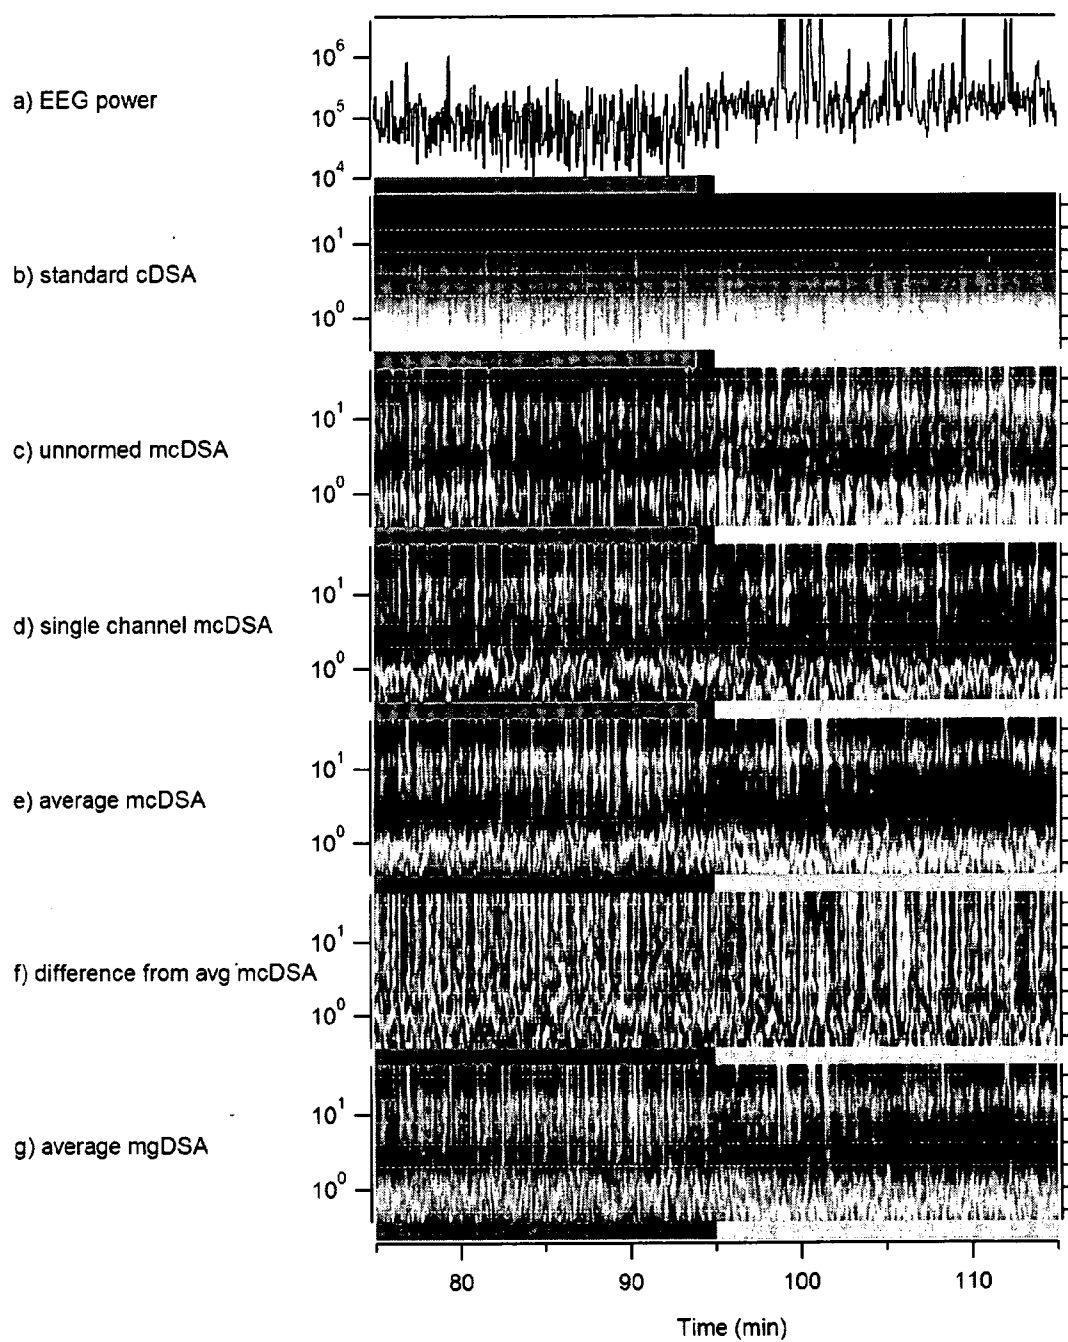 10^6
a) EEG power
10^5
10^4
10^1
b) standard cDSA
10^0
10^1
c) unnormed mcDSA
10^0
10^1
d) single channel mcDSA
10^0
10^1
e) average mcDSA
10^0
10^1
f) difference from avg mcDSA
10^0
10^1
g) average mgDSA
10^0
80 90 100 110
Time (min)